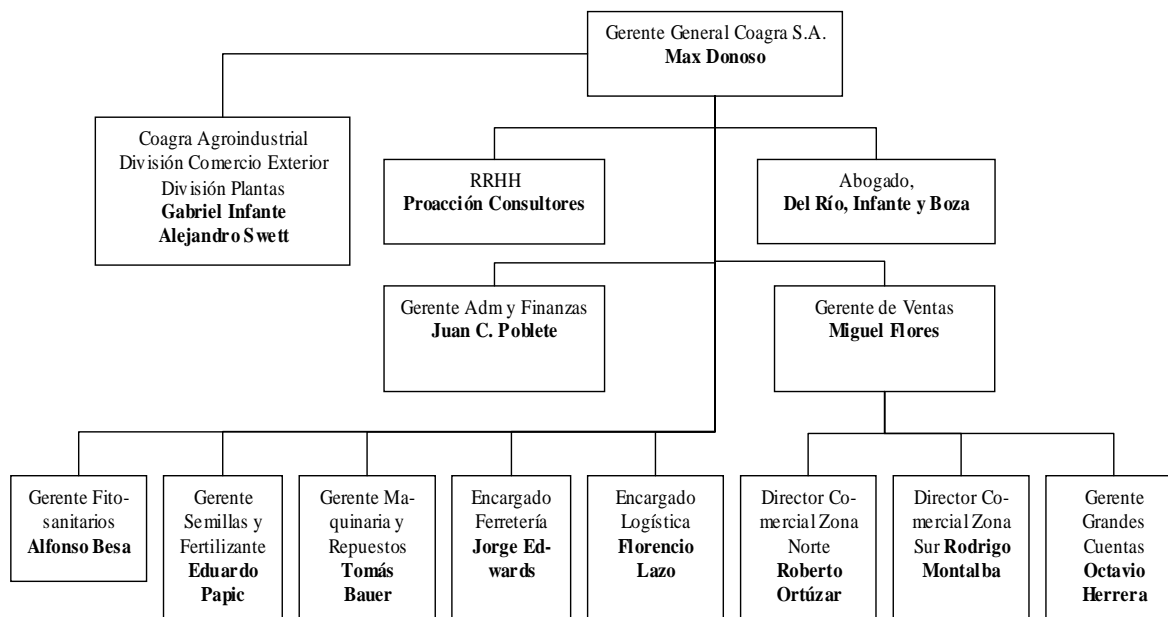 Gerente General Coagra S.A.
Max Donoso
Coagra Agroindustrial
División Comercio Exterior
División Plantas
Gabriel Infante
Alejandro Swett
RRHH
Proacción Consultores
Abogado,
Del Río, Infante y Boza
Gerente Adm y Finanzas
Juan C. Poblete
Gerente de Ventas
Miguel Flores
Gerente Fito-
sanitarios
Alfonso Besa
Gerente
Semillas y
Fertilizante
Eduardo
Papic
Gerente Ma-
quinaria y
Repuestos
Tomás
Bauer
Encargado
Ferretería
Jorge Ed-
wards
Encargado
Logística
Florencio
Lazo
Director Co-
mercial Zona
Norte
Roberto
Ortúzar
Director Co-
mercial Zona
Sur Rodrigo
Montalba
Gerente
Grandes
Cuentas
Octavio
Herrera